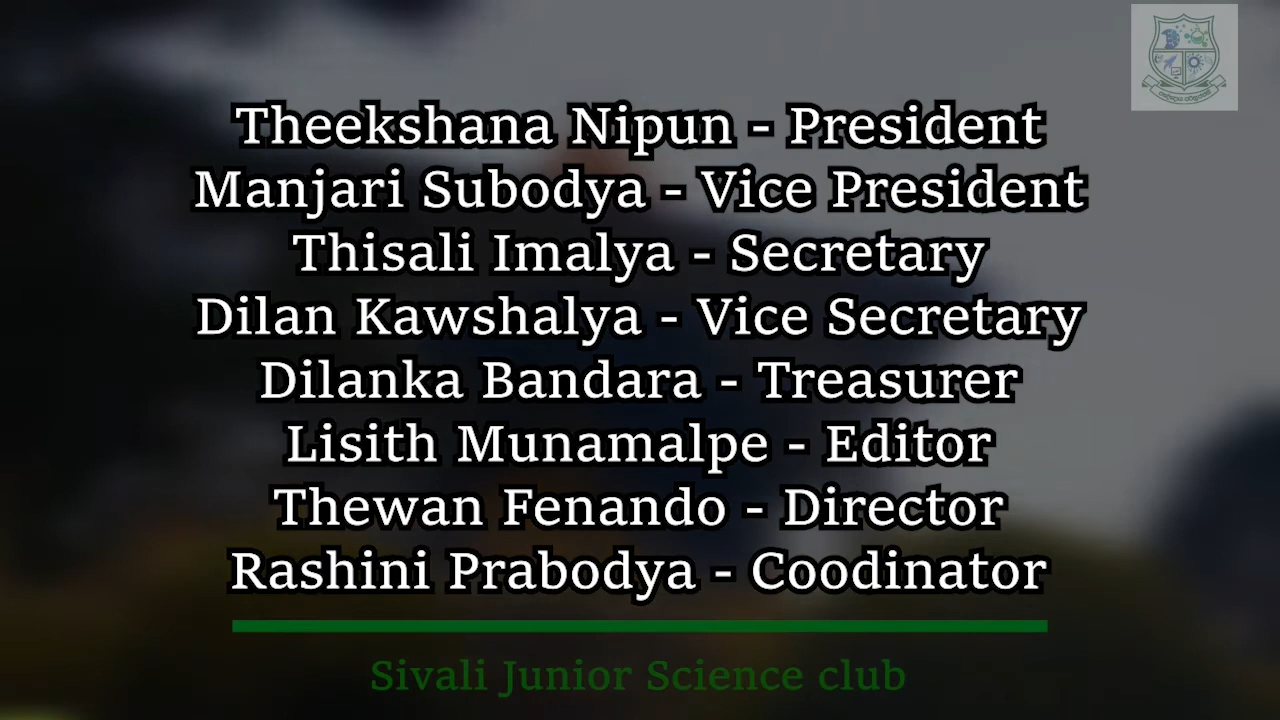 Theekshana Nipun - President
Manjari Subodya - Vice President
Thisali Imalya - Secretary
Dilan Kawshalya - Vice Secretary
Dilanka Bandara - Treasurer
Lisith Munamalpe - Editor
Thewan Fenando - Director
Rashini Prabodya - Coodinator
Sivali Junior Science club